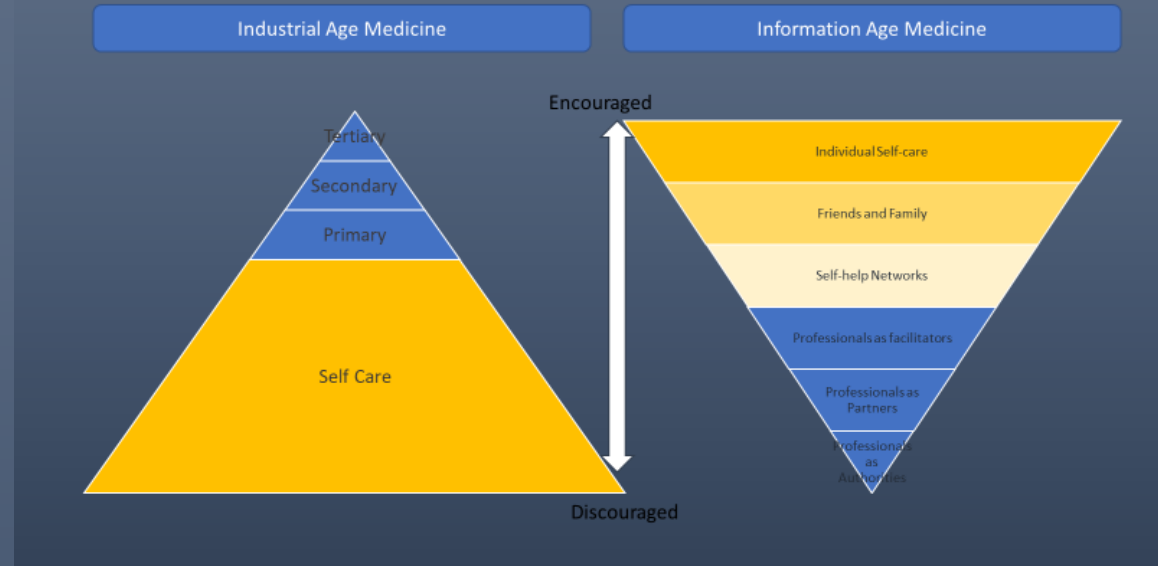 Industrial Age Medicine
Information Age Medicine
Encouraged
Tertiary
Secondary
Primary
Self Care
Individual Self-care
Friends and Family
Self-help Networks
Professionals as facilitators
Professionals as
Partners
Professionals
as
Authorities
Discouraged